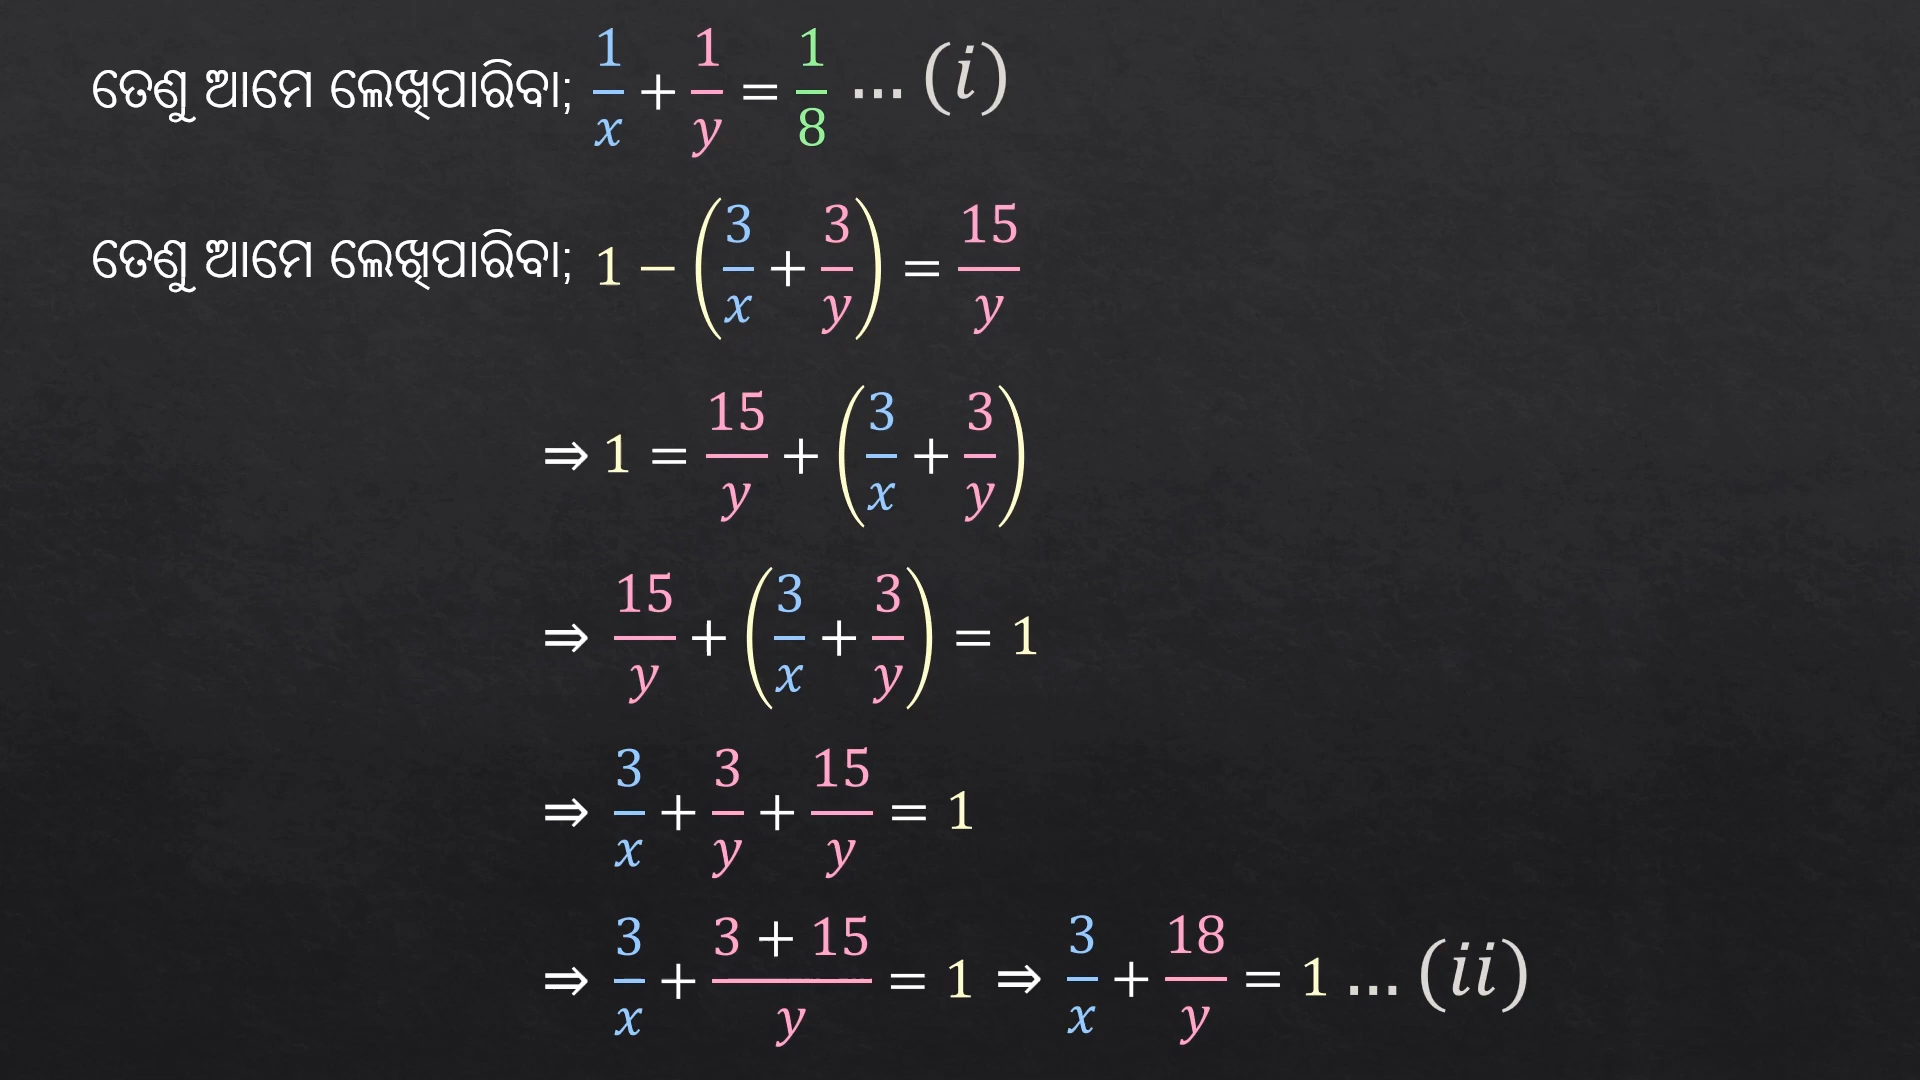 ତେଣୁ ଆମେ ଲେଖିପାରିବା; 1/x + 1/y = 1/8 … (i)
ତେଣୁ ଆମେ ଲେଖିପାରିବା; 1 − (3/x + 3/y) = 15/y
⇒ 1 = 15/y + (3/x + 3/y)
⇒ 15/y + (3/x + 3/y) = 1
⇒ 3/x + 3/y + 15/y = 1
⇒ 3/x + (3 + 15)/y = 1 ⇒ 3/x + 18/y = 1 … (ii)